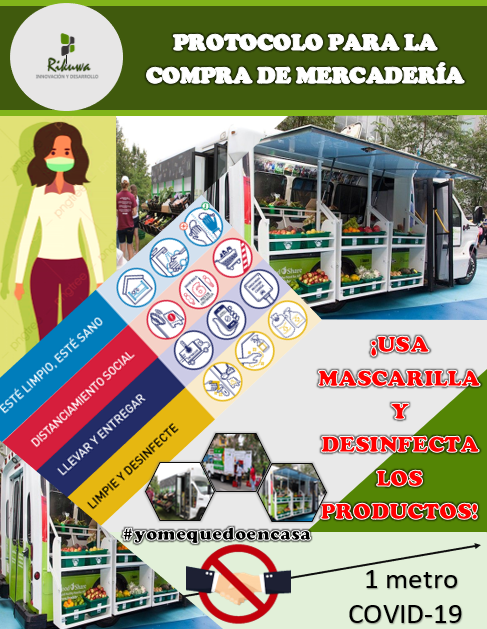 Rikuwa
INNOVACIÓN Y DESARROLLO
PROTOCOLO PARA LA
COMPRA DE MERCADERÍA
ESTÉ LIMPIO, ESTÉ SANO
DISTANCIAMIENTO SOCIAL
LLEVAR Y ENTREGAR
LIMPIE Y DESINFECTE
¡USA
MASCARILLA
Y
DESINFECTA
LOS
PRODUCTOS!
#yomequedoencasa
1 metro
COVID-19